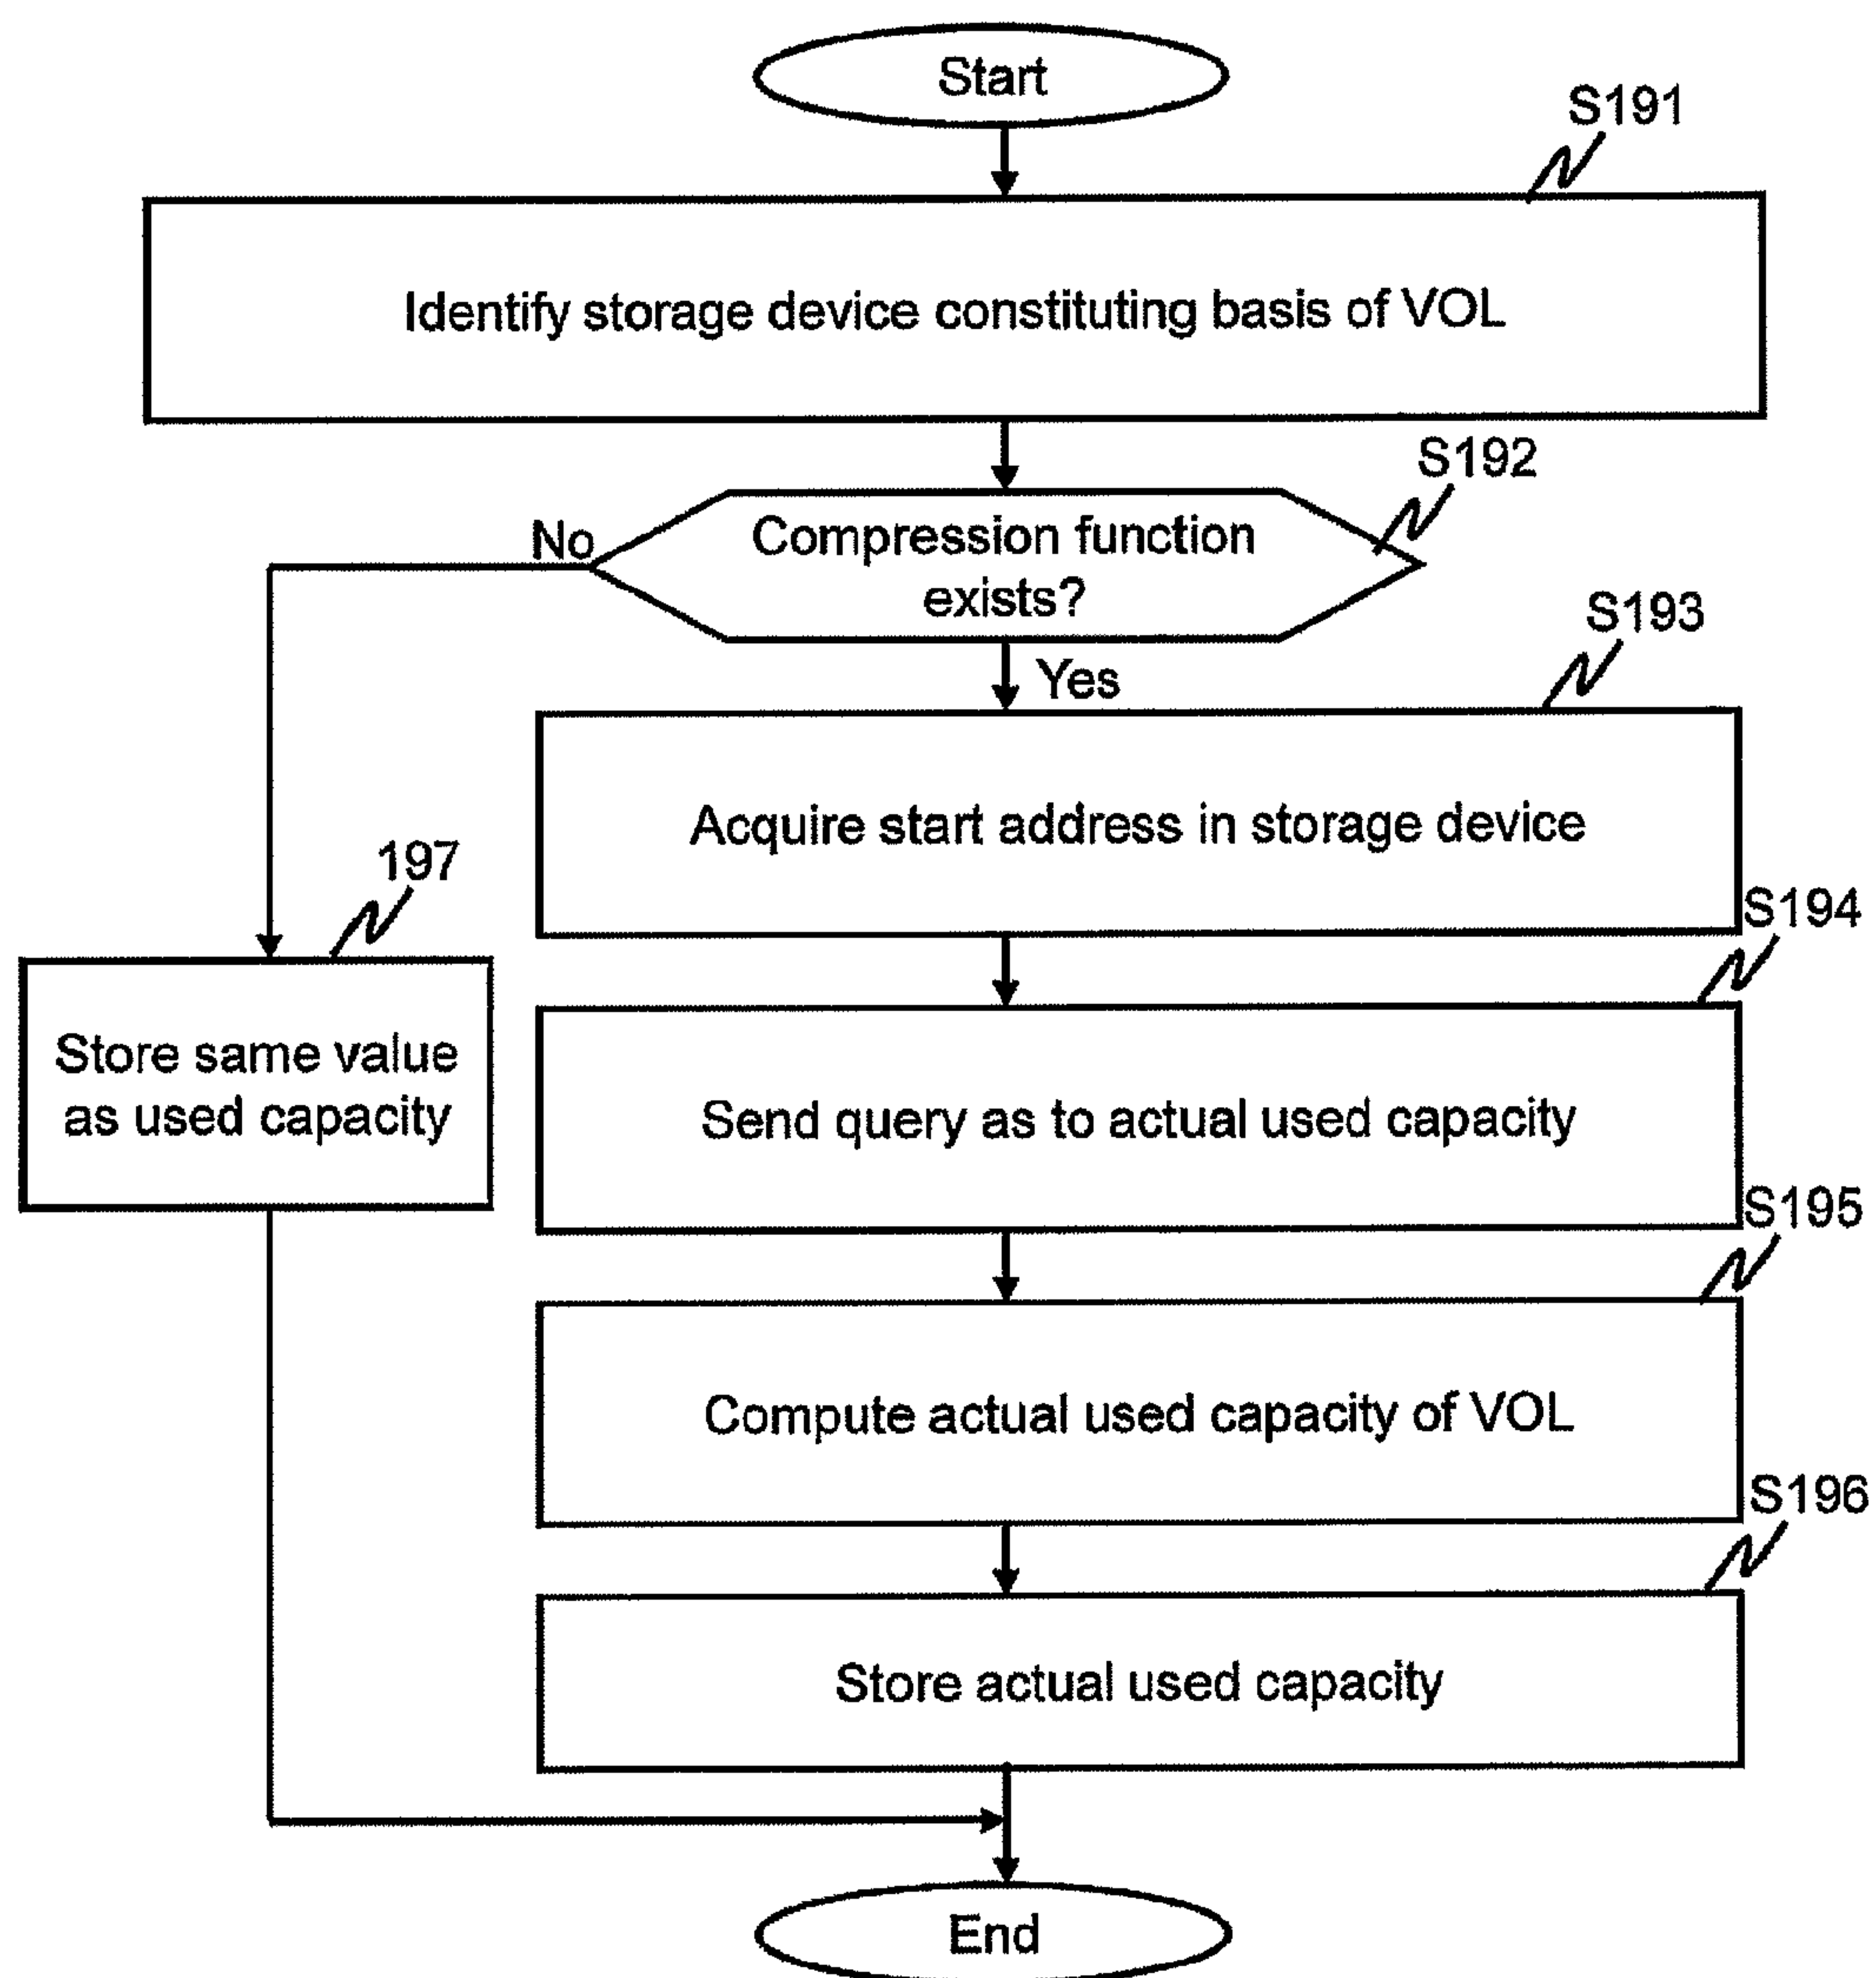 Start
S191
Identify storage device constituting basis of VOL
S192
No
Compression function
exists?
S193
Yes
Acquire start address in storage device
197
S194
Store same value
as used capacity
Send query as to actual used capacity
S195
Compute actual used capacity of VOL
S196
Store actual used capacity
End